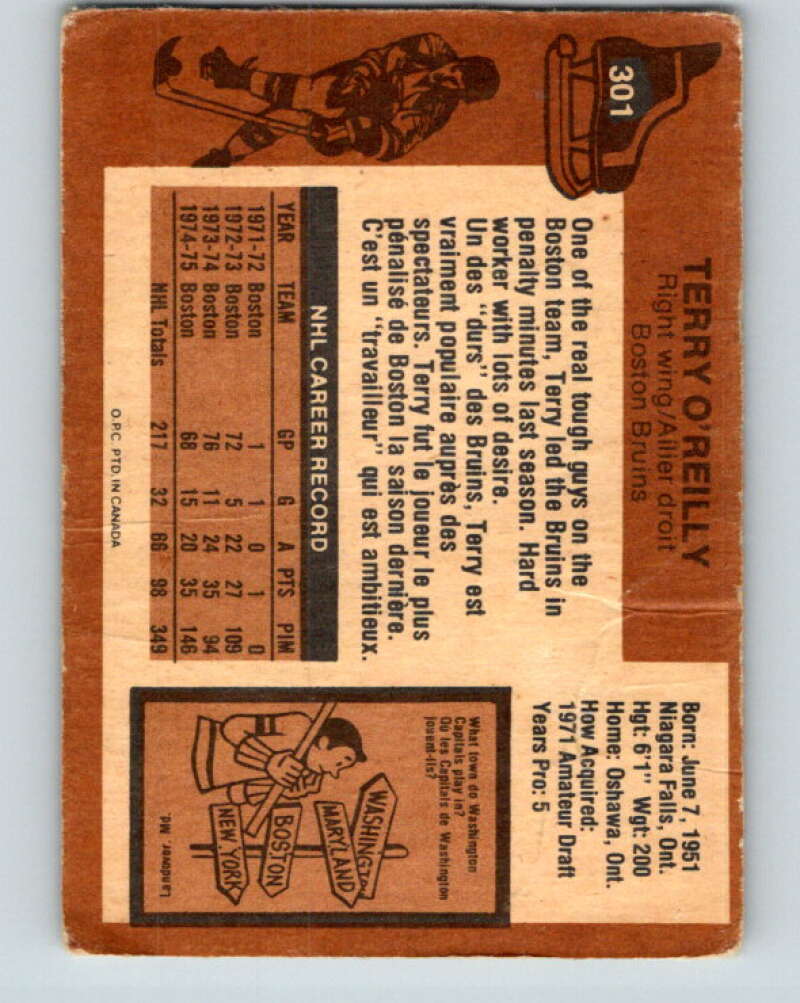 301
TERRY O'REILLY
Right wing/Ailier droit
Boston Bruins
One of the real tough guys on the
Boston team, Terry led the Bruins in
penalty minutes last season. Hard
worker with lots of desire.
Un des "durs" des Bruins, Terry est
vraiment populaire auprès des
spectateurs. Terry fut le joueur le plus
pénalisé de Boston la saison dernière.
C'est un "travailleur" qui est ambitieux.
Born: June 7, 1951
Niagara Falls, Ont.
Hgt: 6'1" Wgt: 200
Home: Oshawa, Ont.
How Acquired:
1971 Amateur Draft
Years Pro: 5
NHL CAREER RECORD
YEAR TEAM GP G A PTS PIM
1971-72 Boston 1 1 0 1 0
1972-73 Boston 72 5 22 27 109
1973-74 Boston 76 11 24 35 94
1974-75 Boston 68 15 20 35 146
NHL Totals 217 32 66 98 349
What town do Washington
Capitals play in?
Où les Capitals de Washington
jouent-ils?
WASHINGTON
MARYLAND
BOSTON
NEW YORK
Landover, Md.
O.P.C. PTD. IN CANADA